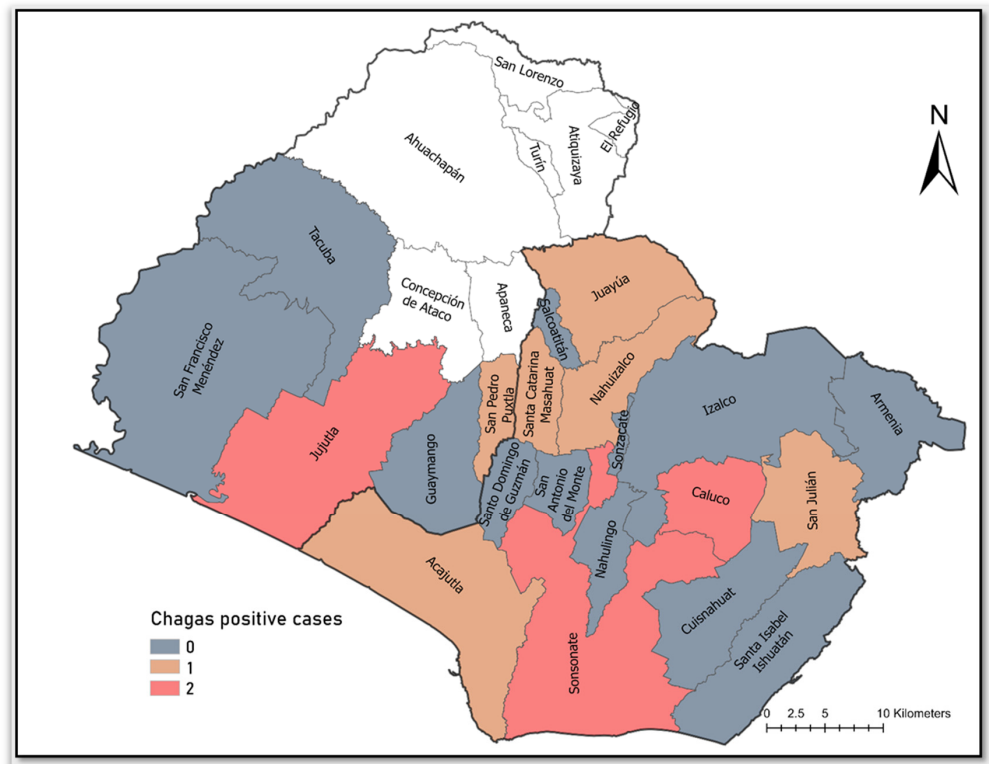 San Lorenzo
N
Ahuachapán
Turín
Atiquizaya
El Refugio
Tacuba
Concepción
de Ataco
Apaneca
Juayúa
Salcoatitán
San Francisco
Menéndez
San Pedro
Puxtla
Santa Catarina
Masahuat
Nahuizalco
Izalco
Armenia
Jujutla
Guaymango
Sonzacate
Santo Domingo
de Guzmán
San
Antonio
del Monte
Caluco
San Julián
Nahulingo
Acajutla
Cuisnahuat
Santa Isabel
Ishuatán
Sonsonate
Chagas positive cases
0
1
2
0 2.5 5 10 Kilometers